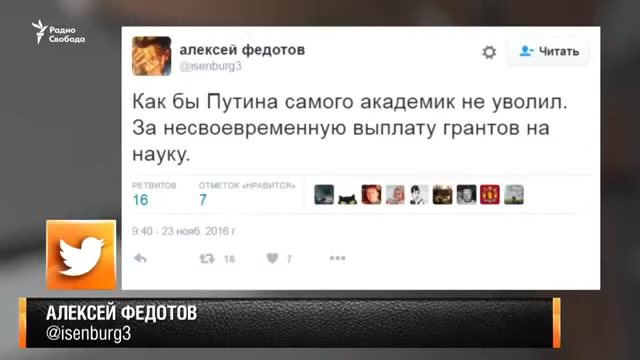 Радио
Свобода
алексей федотов
@isenburg3
Читать
Как бы Путина самого академик не уволил.
За несвоевременную выплату грантов на
науку.
РЕТВИТОВ
ОТМЕТОК «НРАВИТСЯ»
16
7
9:40 - 23 нояб. 2016 г.
16
7
АЛЕКСЕЙ ФЕДОТОВ
@isenburg3